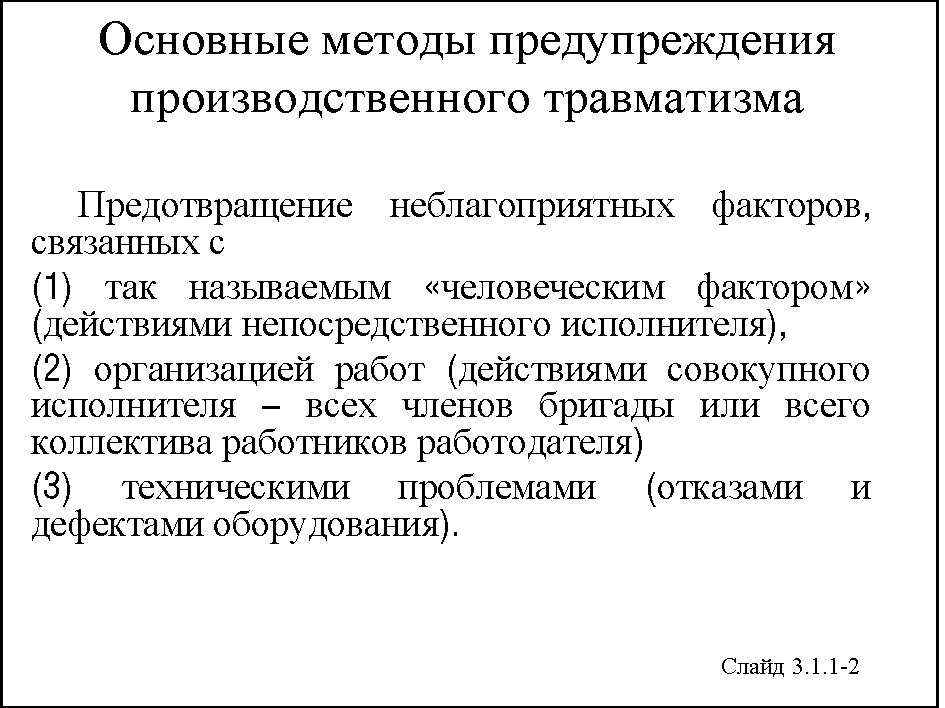 Основные методы предупреждения
производственного травматизма
Предотвращение неблагоприятных факторов,
связанных с
(1) так называемым «человеческим фактором»
(действиями непосредственного исполнителя),
(2) организацией работ (действиями совокупного
исполнителя – всех членов бригады или всего
коллектива работников работодателя)
(3) техническими проблемами (отказами и
дефектами оборудования).
Слайд 3.1.1-2